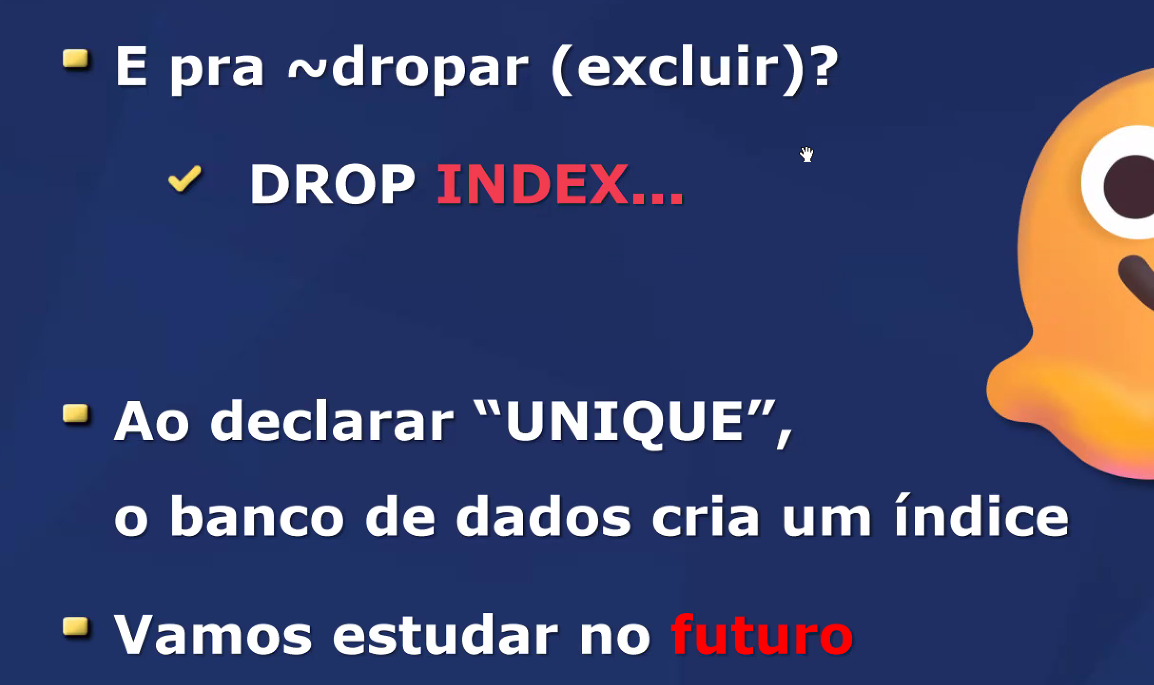 E pra ~dropar (excluir)?
DROP INDEX...
Ao declarar “UNIQUE”,
o banco de dados cria um índice
Vamos estudar no futuro